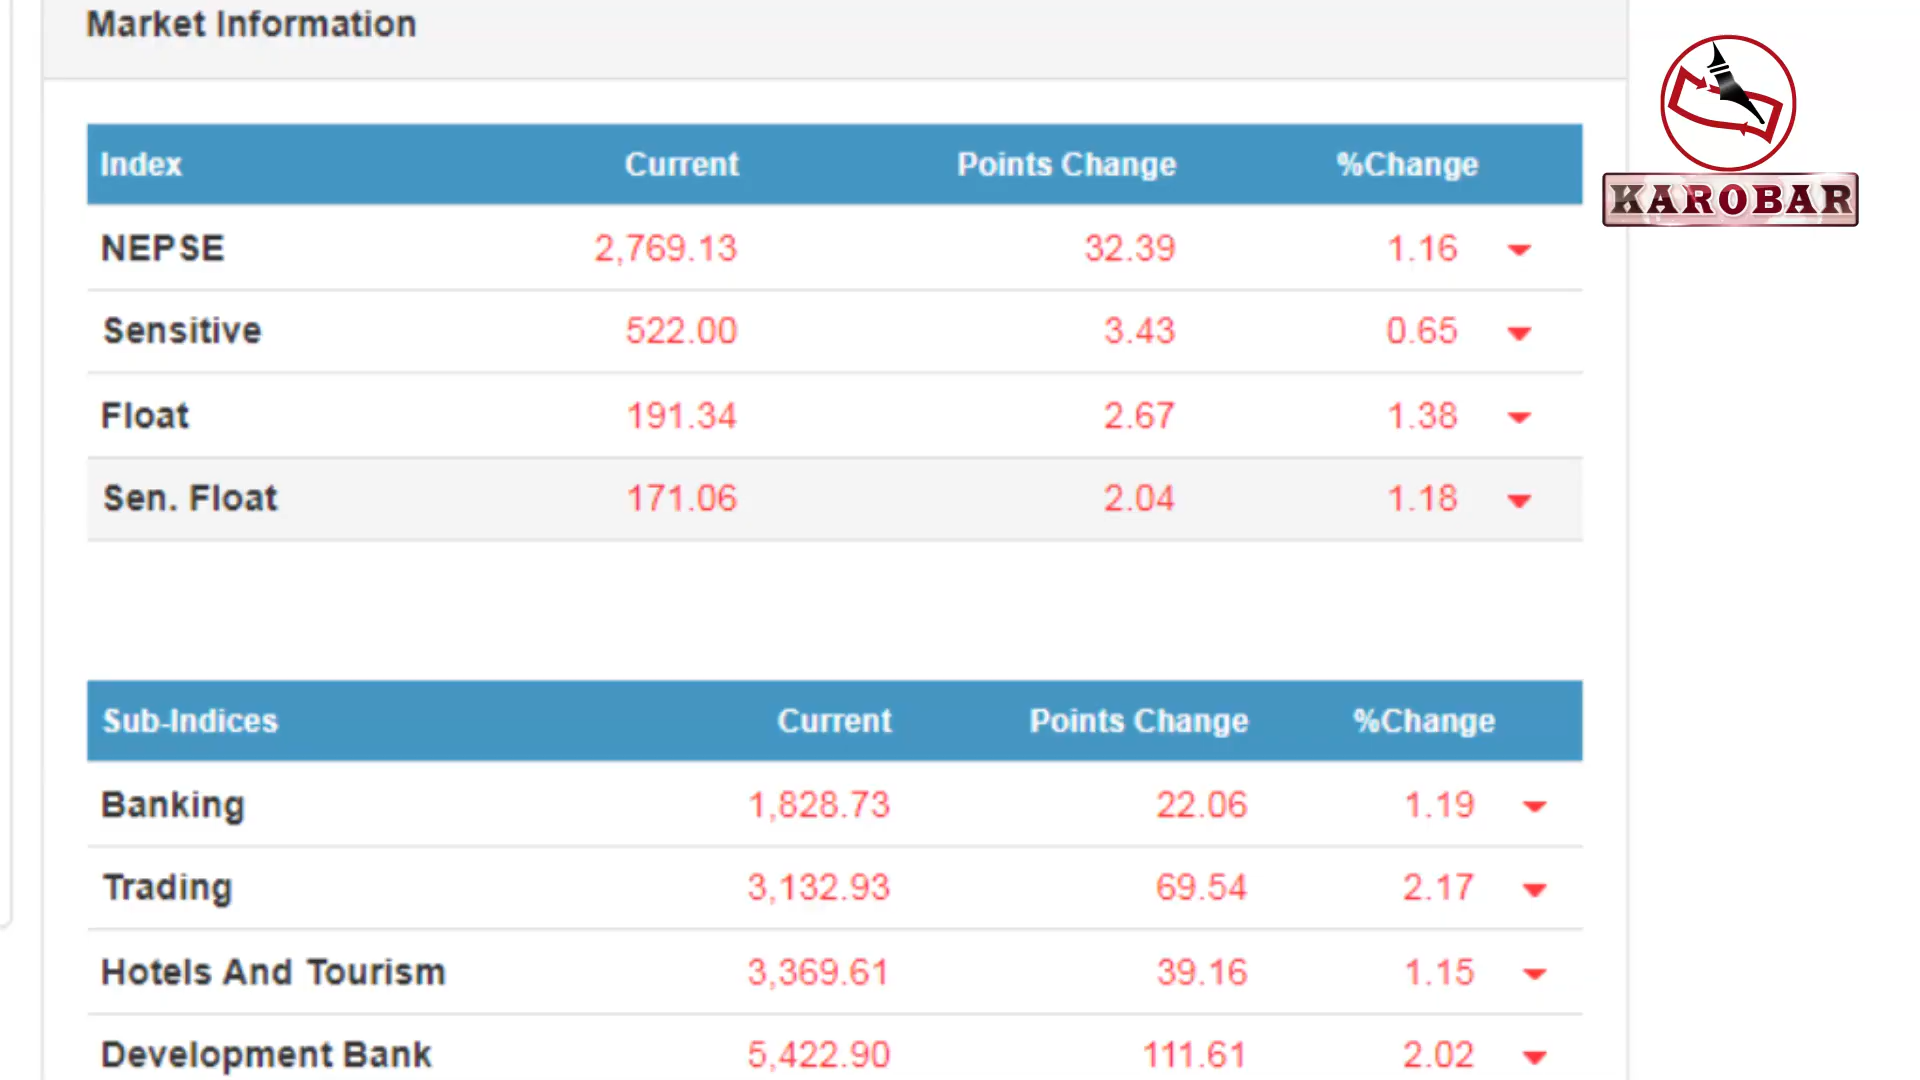 Market Information
KAROBAR
Index Current Points Change %Change
NEPSE 2,769.13 32.39 1.16
Sensitive 522.00 3.43 0.65
Float 191.34 2.67 1.38
Sen. Float 171.06 2.04 1.18
Sub-Indices Current Points Change %Change
Banking 1,828.73 22.06 1.19
Trading 3,132.93 69.54 2.17
Hotels And Tourism 3,369.61 39.16 1.15
Development Bank 5,422.90 111.61 2.02